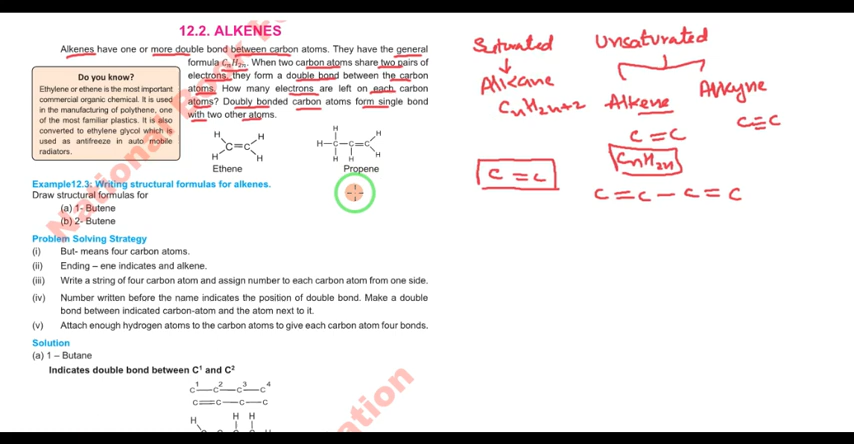 12.2. ALKENES
Alkenes have one or more double bond between carbon atoms. They have the general
formula CnH2n. When two carbon atoms share two pairs of
electrons, they form a double bond between the carbon
atoms. How many electrons are left on each carbon
atoms? Doubly bonded carbon atoms form single bond
with two other atoms.
Do you know?
Ethylene or ethene is the most important
commercial organic chemical. It is used
in the manufacturing of polythene, one
of the most familiar plastics. It is also
converted to ethylene glycol which is
used as antifreeze in auto mobile
radiators.
H H
C=C
H H
Ethene
H H
H—C—C=C
H H H
Propene
Example12.3: Writing structural formulas for alkenes.
Draw structural formulas for
(a) 1- Butene
(b) 2- Butene
Problem Solving Strategy
(i) But- means four carbon atoms.
(ii) Ending – ene indicates and alkene.
(iii) Write a string of four carbon atom and assign number to each carbon atom from one side.
(iv) Number written before the name indicates the position of double bond. Make a double
bond between indicated carbon-atom and the atom next to it.
(v) Attach enough hydrogen atoms to the carbon atoms to give each carbon atom four bonds.
Solution
(a) 1 – Butane
Indicates double bond between C1 and C2
1 2 3 4
C—C—C—C
C=C—C—C
H H H
National Book
ation
Saturated Unsaturated
Alkane Alkene Alkyne
CnH2n+2 C=C C≡C
CnH2n
C=C
C=C-C=C